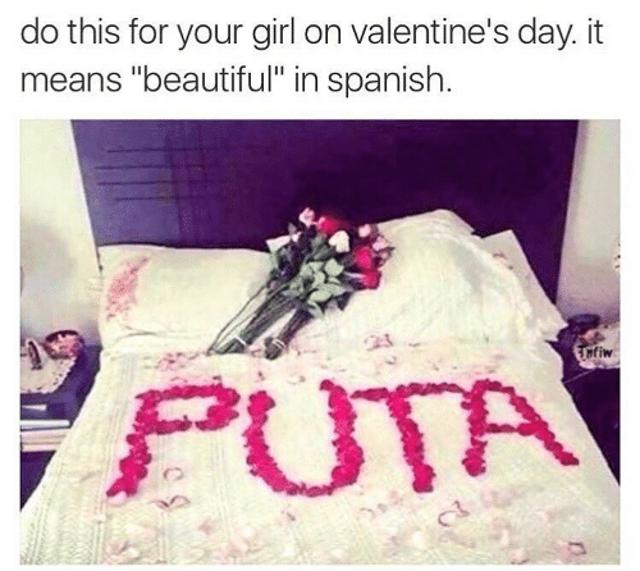 do this for your girl on valentine's day. it
means "beautiful" in spanish.
PUTA